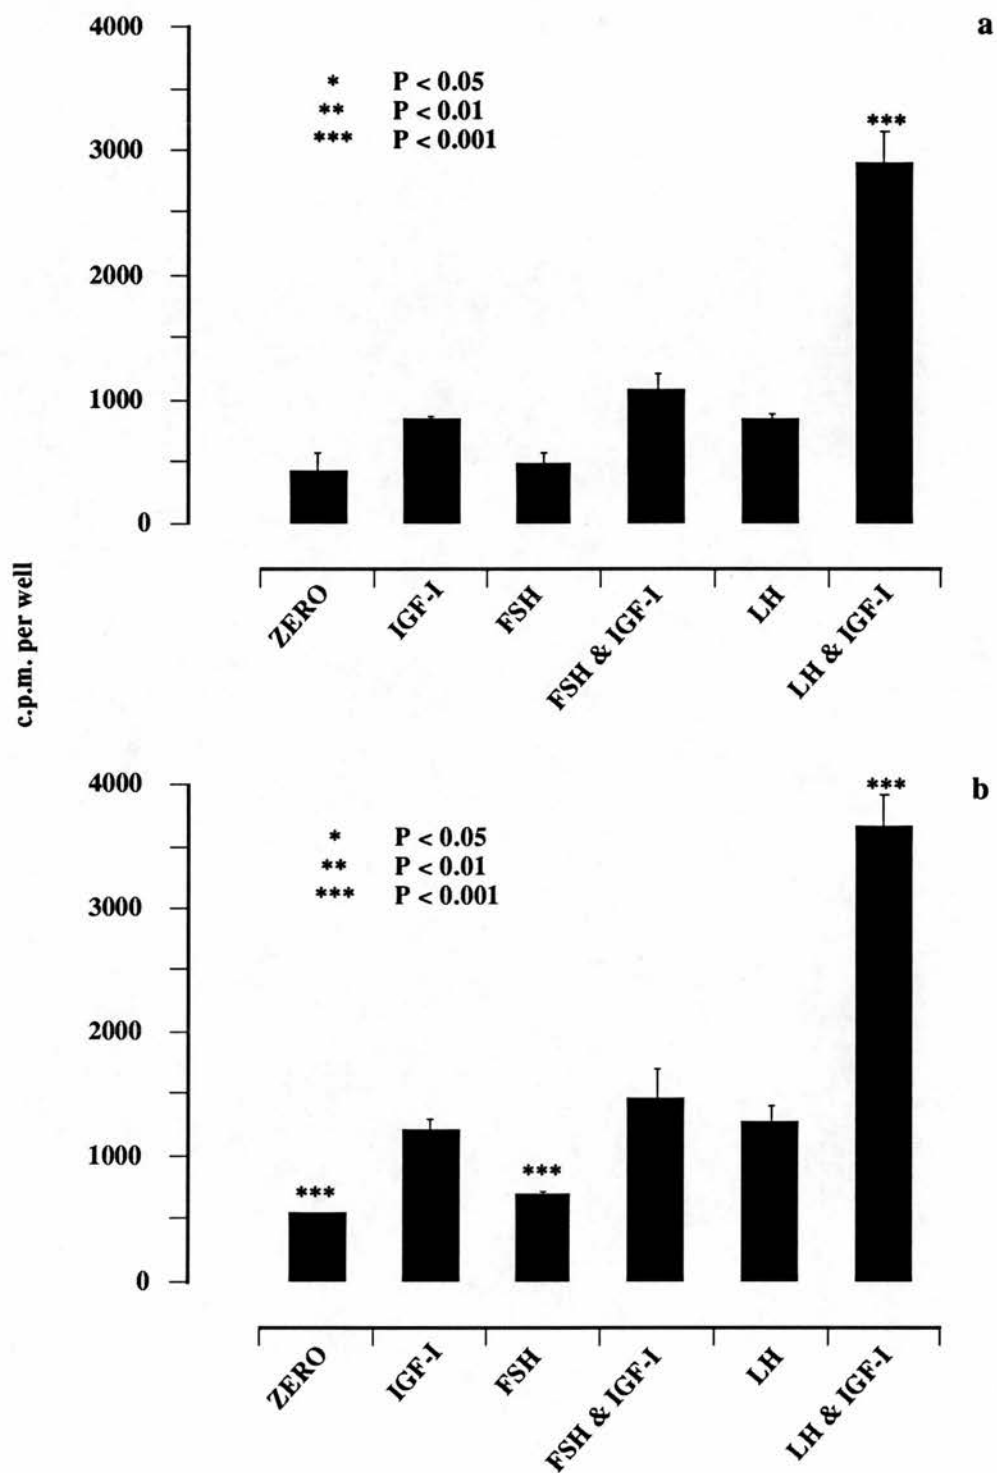 a
4000
* P < 0.05
** P < 0.01
*** P < 0.001
***
3000
2000
1000
0
ZERO
IGF-I
FSH
FSH & IGF-I
LH
LH & IGF-I
c.p.m. per well
b
4000
***
* P < 0.05
** P < 0.01
*** P < 0.001
3000
2000
1000
***
***
0
ZERO
IGF-I
FSH
FSH & IGF-I
LH
LH & IGF-I